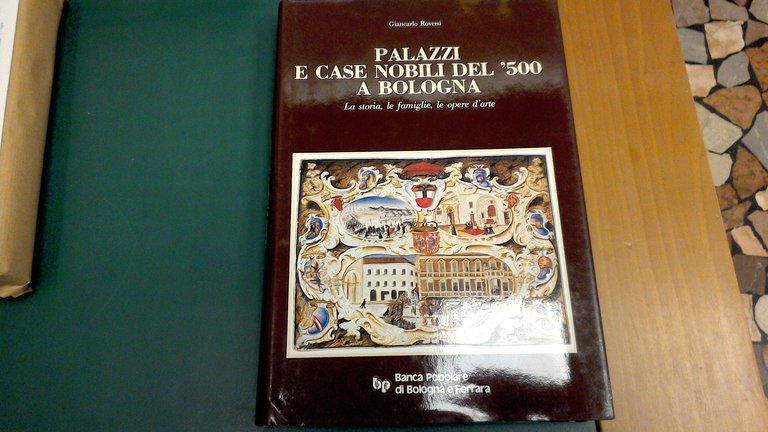 Giancarlo Roversi
PALAZZI
E CASE NOBILI DEL '500
A BOLOGNA
La storia, le famiglie, le opere d'arte
bp Banca Popolare
di Bologna e Ferrara